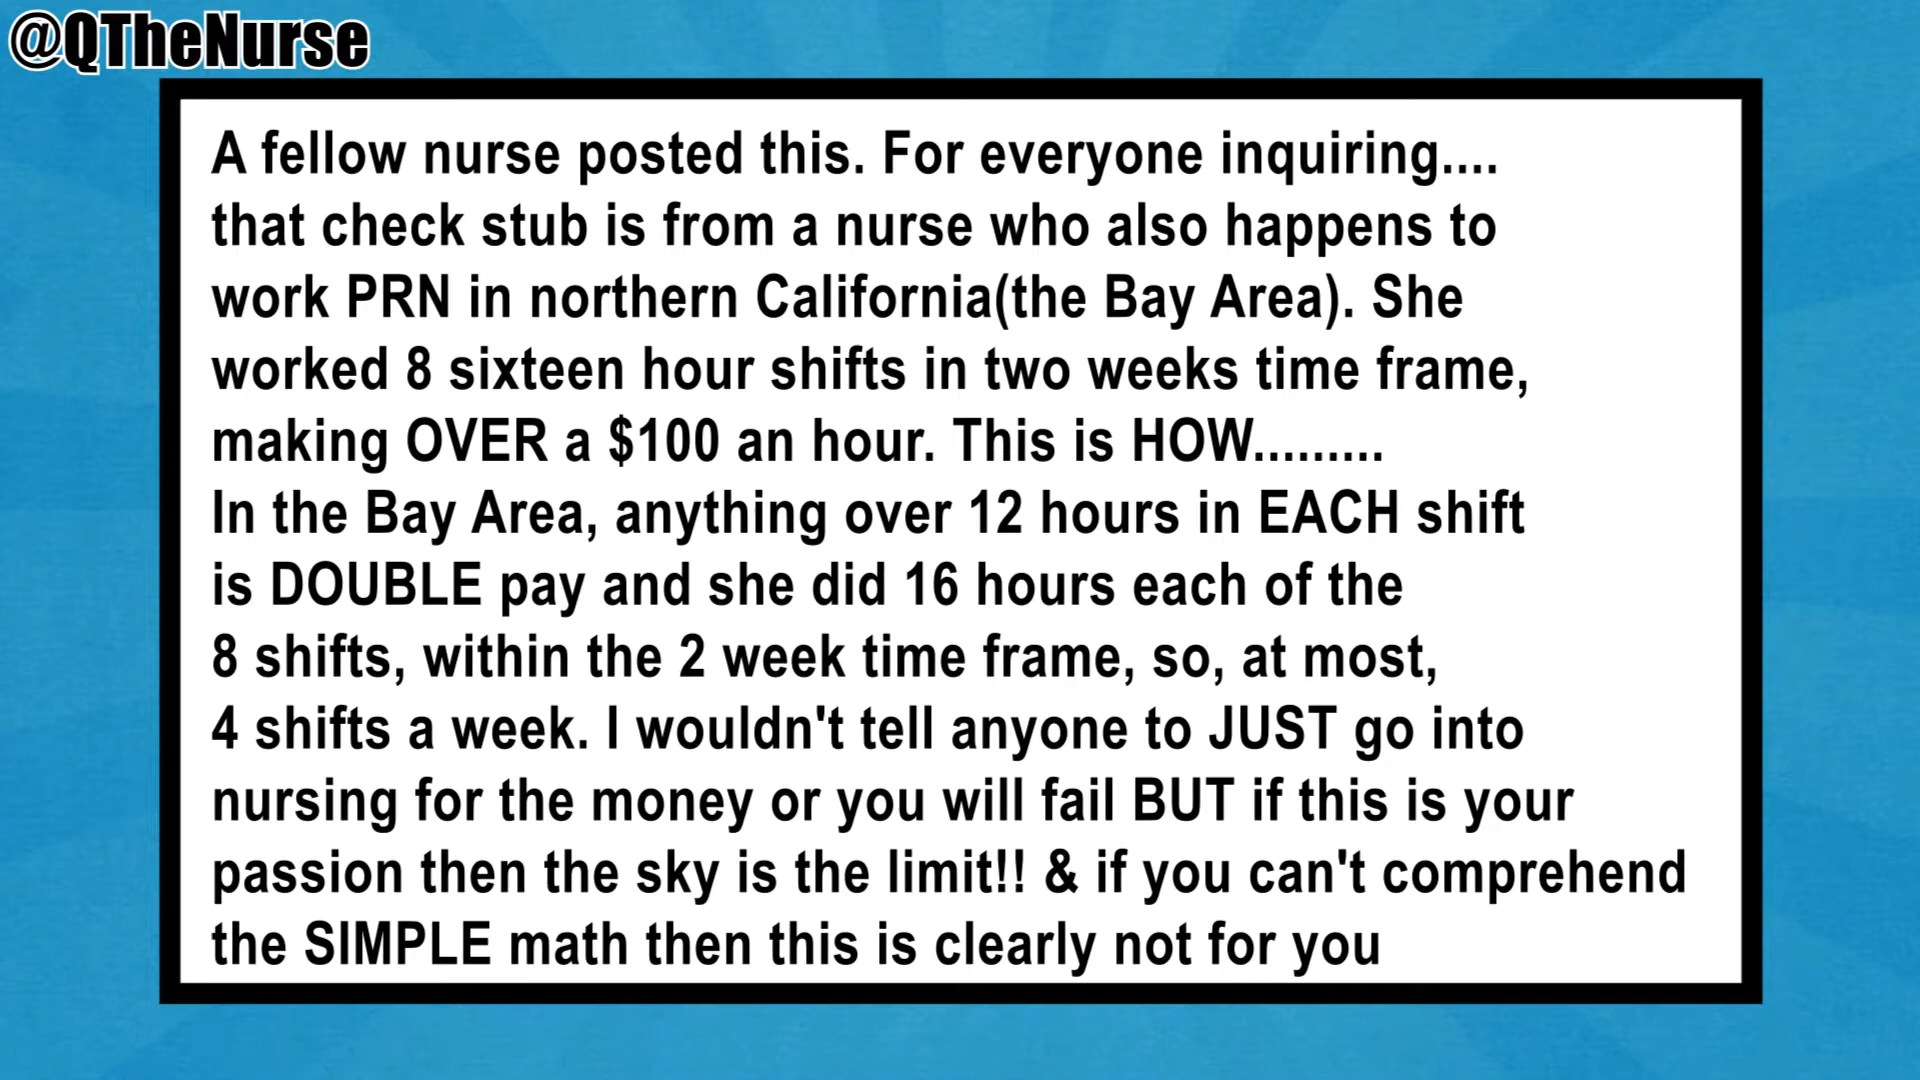 @QTheNurse
A fellow nurse posted this. For everyone inquiring....
that check stub is from a nurse who also happens to
work PRN in northern California(the Bay Area). She
worked 8 sixteen hour shifts in two weeks time frame,
making OVER a $100 an hour. This is HOW.........
In the Bay Area, anything over 12 hours in EACH shift
is DOUBLE pay and she did 16 hours each of the
8 shifts, within the 2 week time frame, so, at most,
4 shifts a week. I wouldn't tell anyone to JUST go into
nursing for the money or you will fail BUT if this is your
passion then the sky is the limit!! & if you can't comprehend
the SIMPLE math then this is clearly not for you